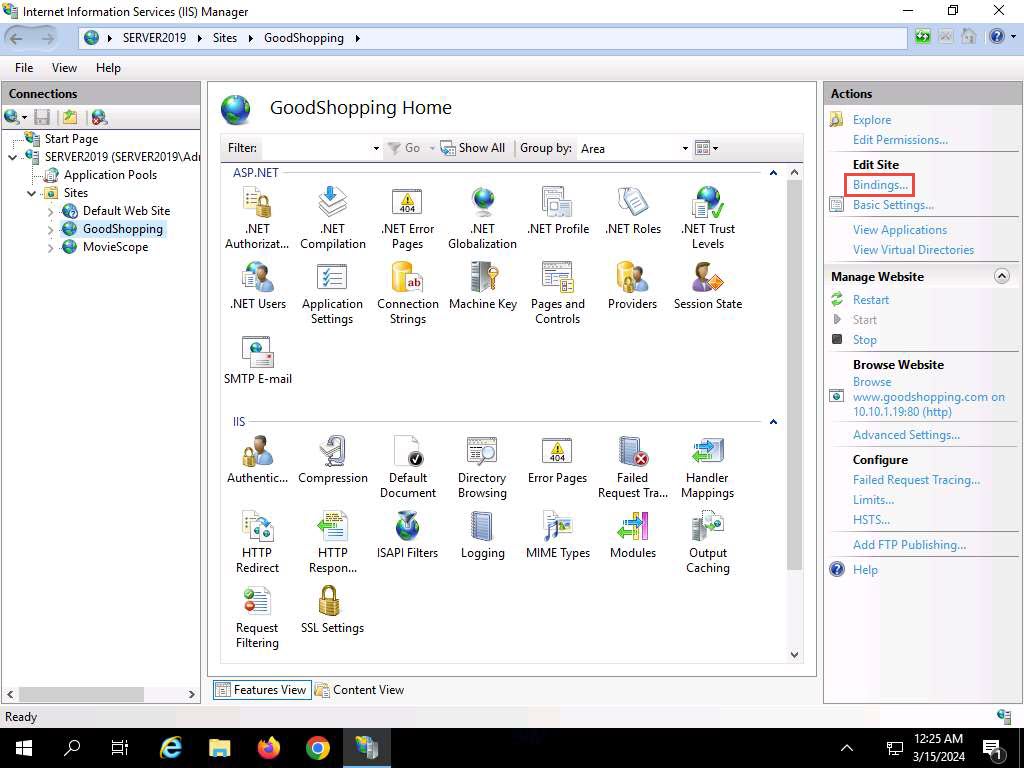 Internet Information Services (IIS) Manager
SERVER2019
Sites
GoodShopping
File
View
Help
Connections
Start Page
SERVER2019 (SERVER2019\Adı
Application Pools
Sites
Default Web Site
GoodShopping
MovieScope
GoodShopping Home
Filter:
Go
Show All
Group by:
Area
ASP.NET
.NET
Authorizat...
.NET
Compilation
.NET Error
Pages
.NET
Globalization
.NET Profile
.NET Roles
.NET Trust
Levels
.NET Users
Application
Settings
Connection
Strings
Machine Key
Pages and
Controls
Providers
Session State
SMTP E-mail
IIS
Authentic...
Compression
Default
Document
Directory
Browsing
Error Pages
Failed
Request Tra...
Handler
Mappings
HTTP
Redirect
HTTP
Respon...
ISAPI Filters
Logging
MIME Types
Modules
Output
Caching
Request
Filtering
SSL Settings
Features View
Content View
Actions
Explore
Edit Permissions...
Edit Site
Bindings...
Basic Settings...
View Applications
View Virtual Directories
Manage Website
Restart
Start
Stop
Browse Website
Browse
www.goodshopping.com on
10.10.1.19:80 (http)
Advanced Settings...
Configure
Failed Request Tracing...
Limits...
HSTS...
Add FTP Publishing...
Help
Ready
12:25 AM
3/15/2024
1